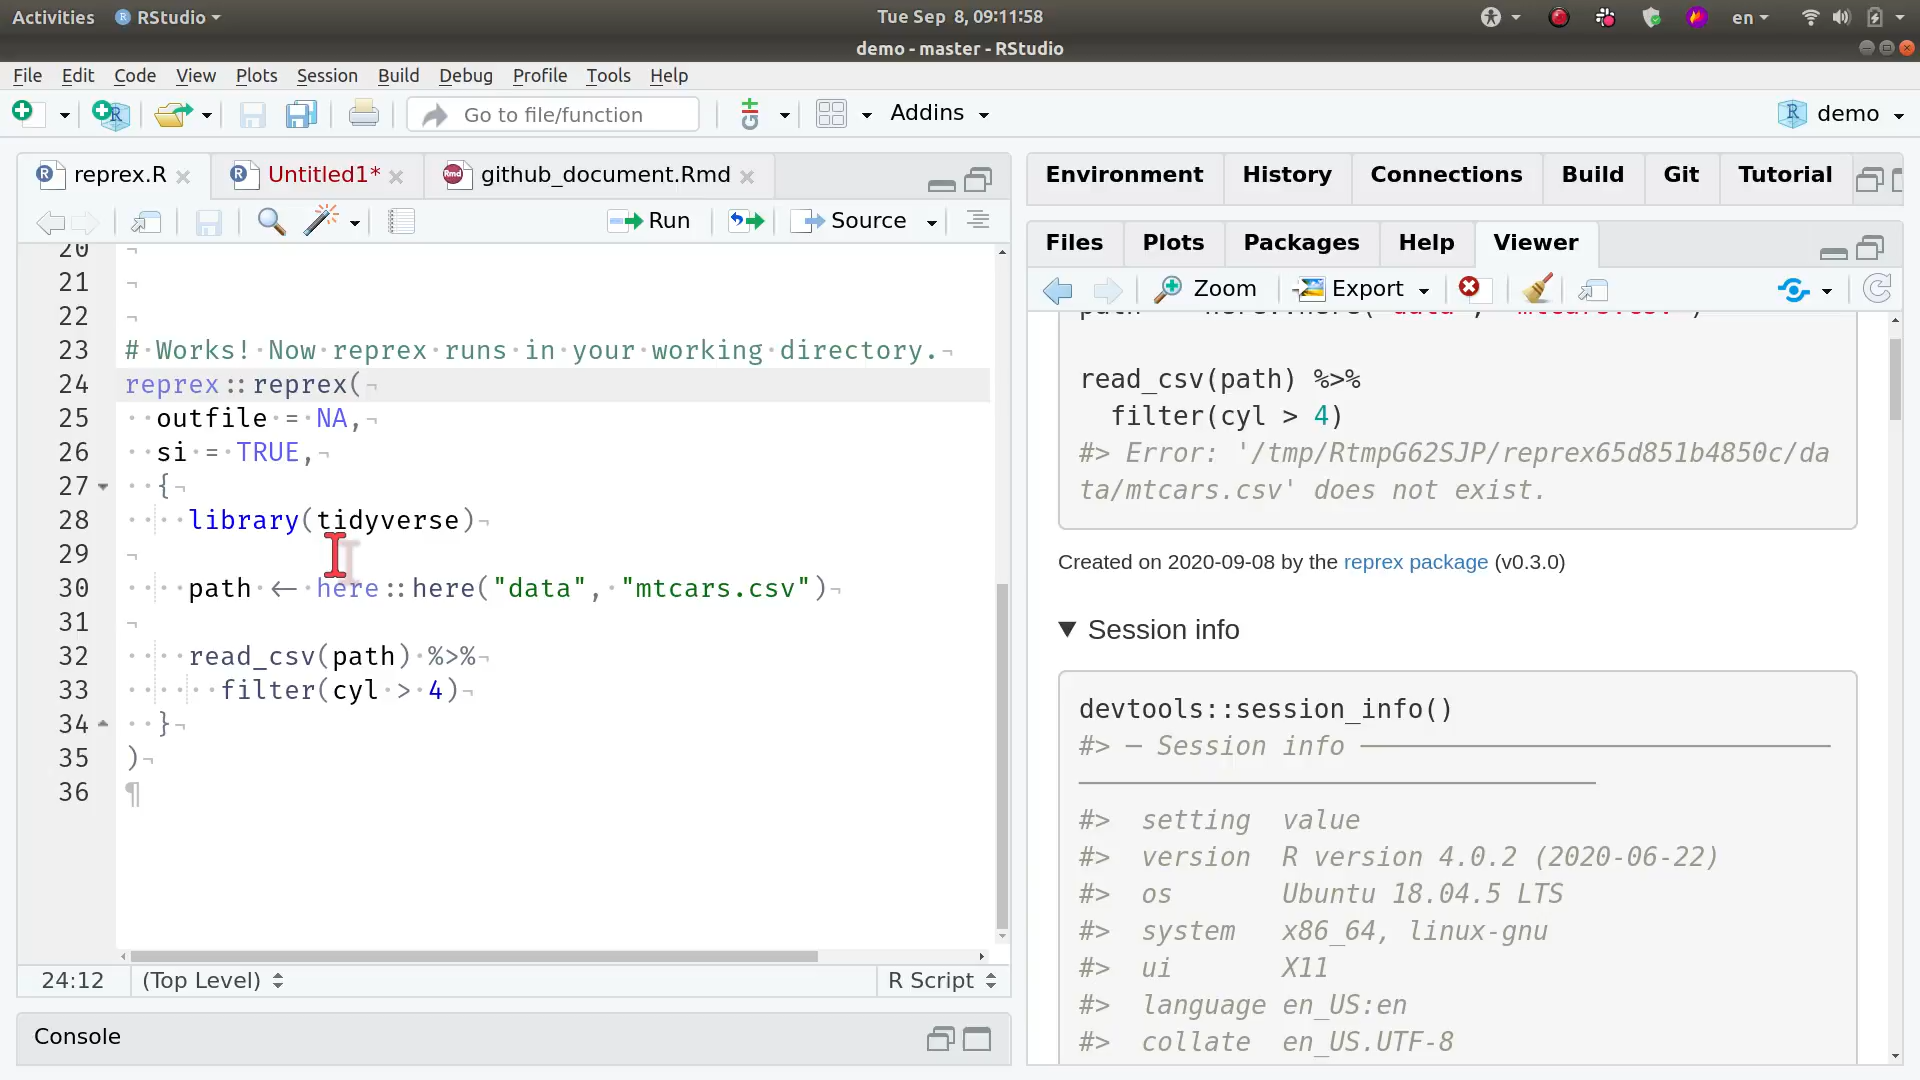 Activities RStudio Tue Sep 8, 09:11:58 en
demo - master - RStudio
File Edit Code View Plots Session Build Debug Profile Tools Help
Go to file/function Addins demo
reprex.R Untitled1* github_document.Rmd
Run Source
20
21
22
23 # Works! Now reprex runs in your working directory.
24 reprex::reprex(
25 outfile = NA,
26 si = TRUE,
27 {
28 library(tidyverse)
29
30 path <- here::here("data", "mtcars.csv")
31
32 read_csv(path) %>%
33 filter(cyl > 4)
34 }
35 )
36
24:12 (Top Level) R Script
Console
Environment History Connections Build Git Tutorial
Files Plots Packages Help Viewer
Zoom Export
read_csv(path) %>%
filter(cyl > 4)
#> Error: '/tmp/RtmpG62SJP/reprex65d851b4850c/da
ta/mtcars.csv' does not exist.
Created on 2020-09-08 by the reprex package (v0.3.0)
▼ Session info
devtools::session_info()
#> ─ Session info ──────────────
#> setting value
#> version R version 4.0.2 (2020-06-22)
#> os Ubuntu 18.04.5 LTS
#> system x86_64, linux-gnu
#> ui X11
#> language en_US:en
#> collate en_US.UTF-8